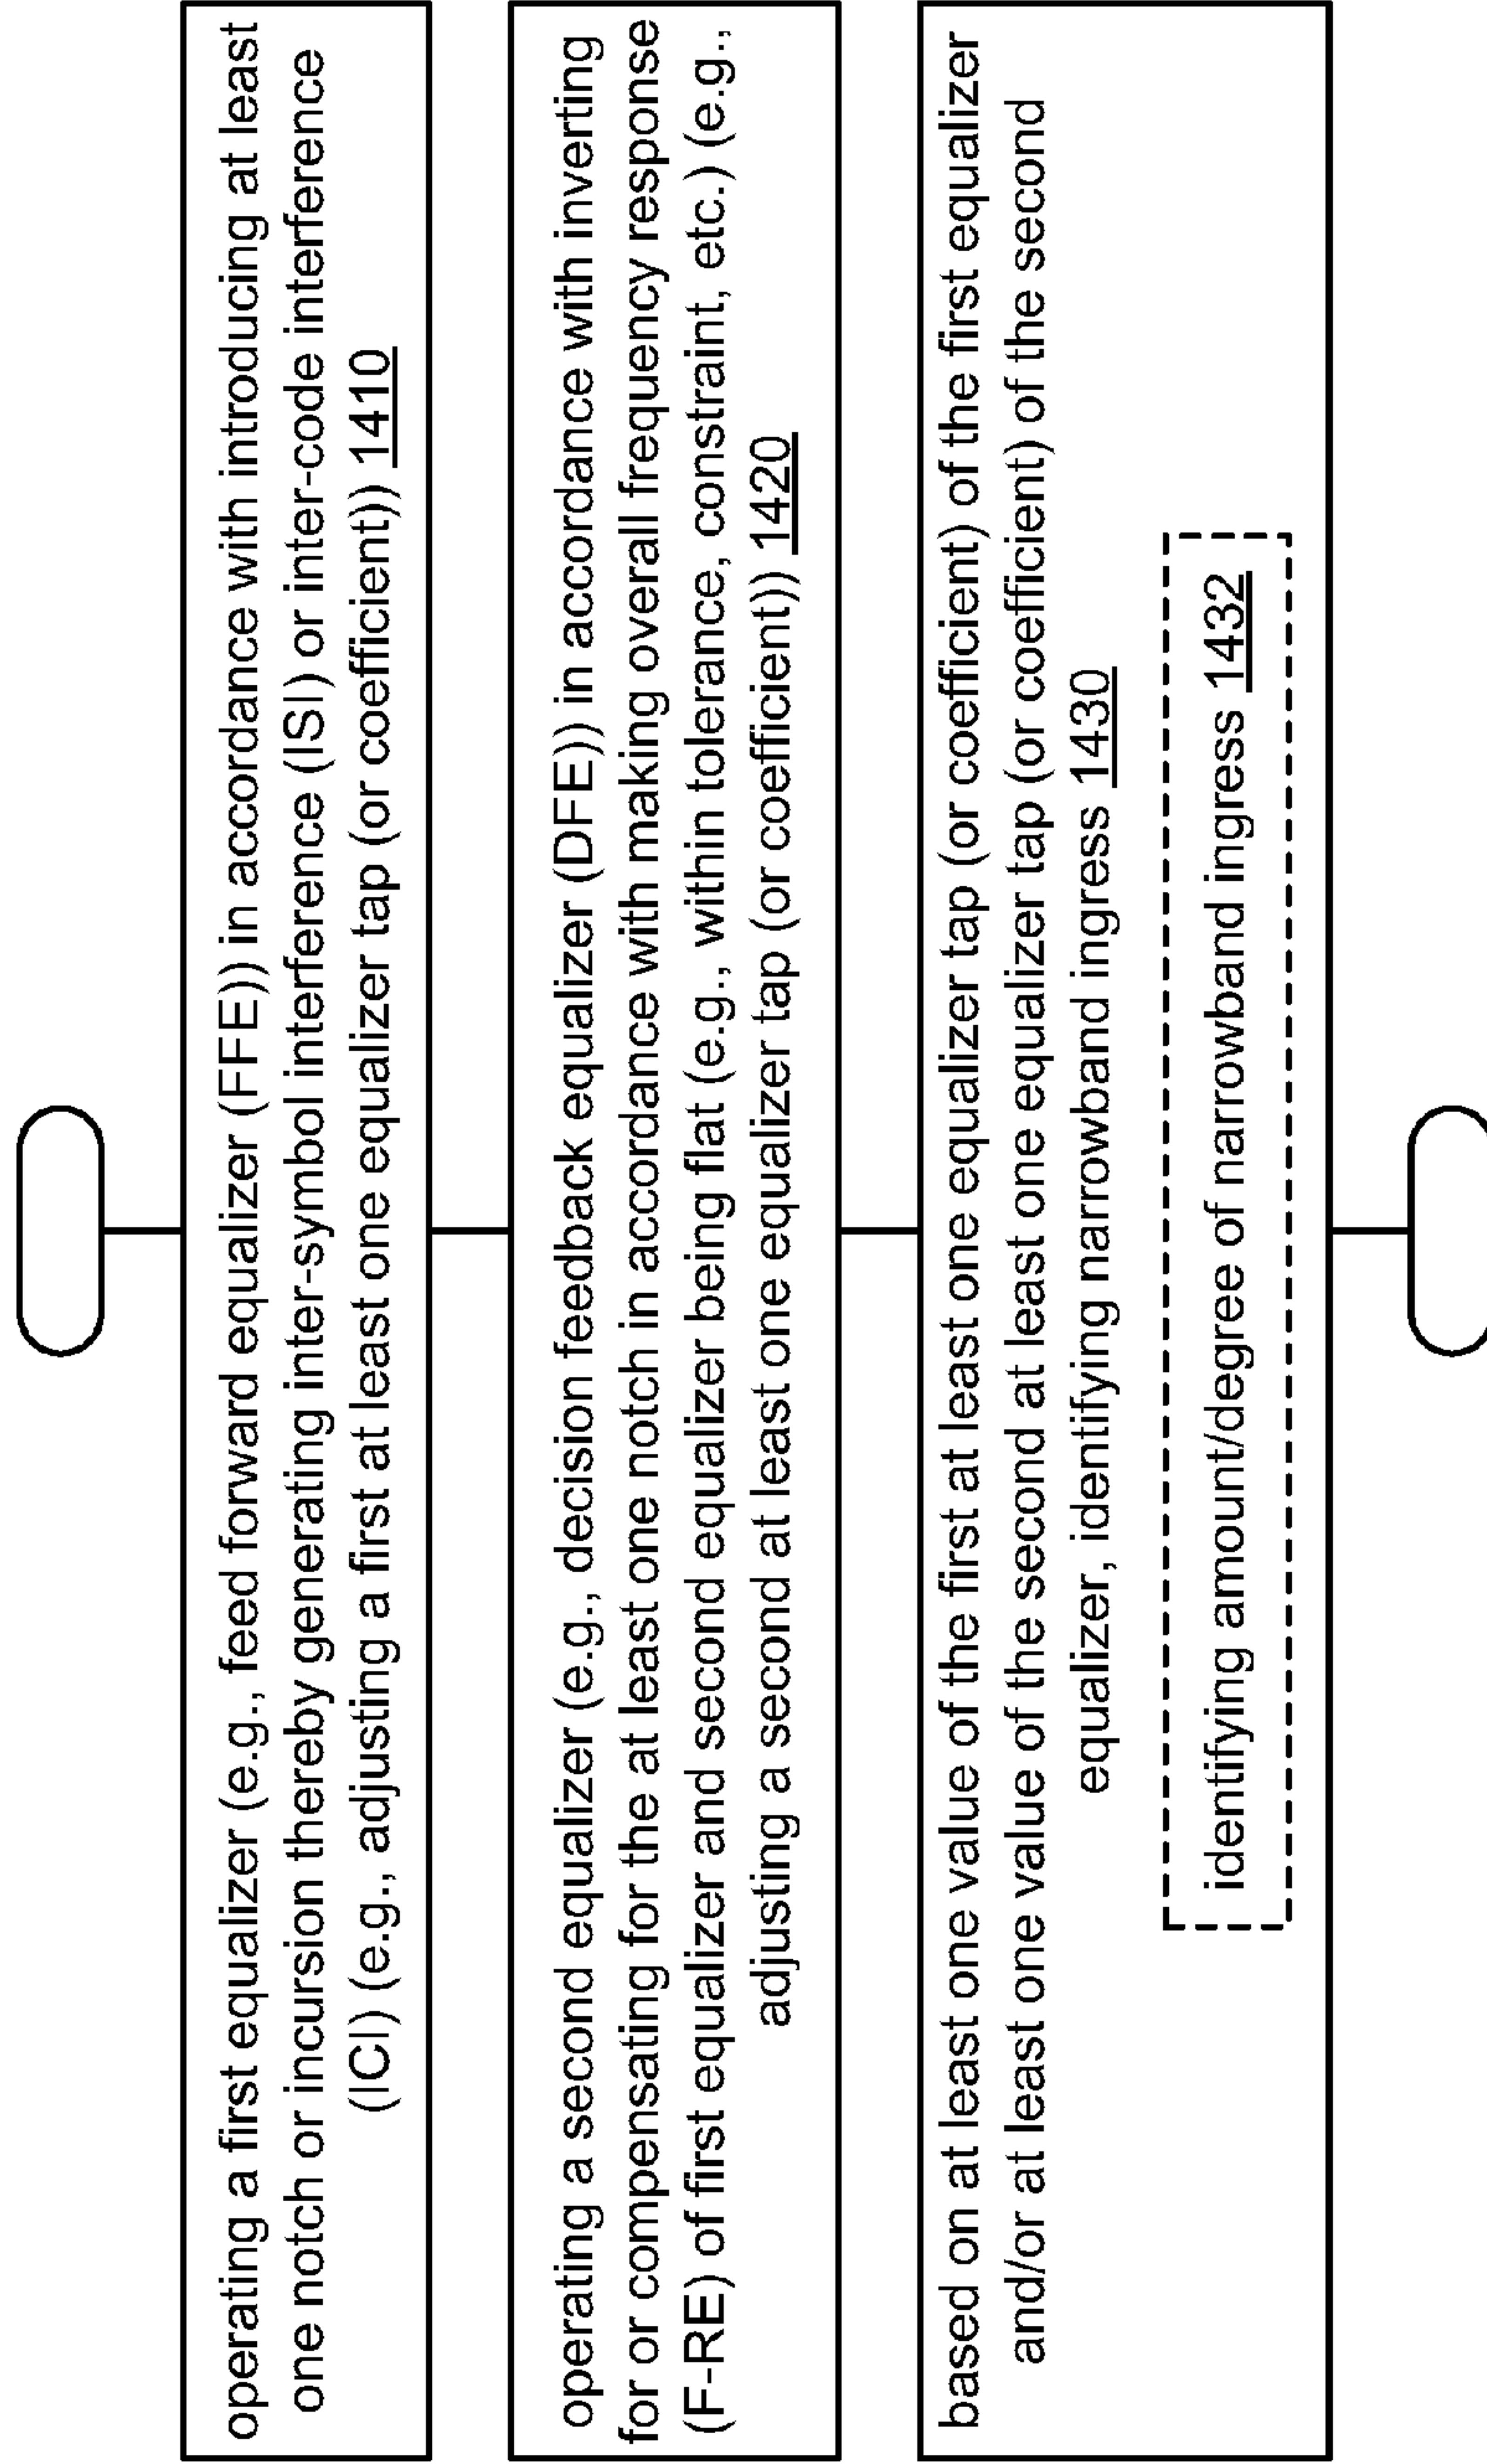 operating a first equalizer (e.g., feed forward equalizer (FFE)) in accordance with introducing at least
one notch or incursion thereby generating inter-symbol interference (ISI) or inter-code interference
(ICI) (e.g., adjusting a first at least one equalizer tap (or coefficient)) 1410
operating a second equalizer (e.g., decision feedback equalizer (DFE)) in accordance with inverting
for or compensating for the at least one notch in accordance with making overall frequency response
(F-RE) of first equalizer and second equalizer being flat (e.g., within tolerance, constraint, etc.) (e.g.,
adjusting a second at least one equalizer tap (or coefficient)) 1420
based on at least one value of the first at least one equalizer tap (or coefficient) of the first equalizer
and/or at least one value of the second at least one equalizer tap (or coefficient) of the second
equalizer, identifying narrowband ingress 1430
identifying amount/degree of narrowband ingress 1432